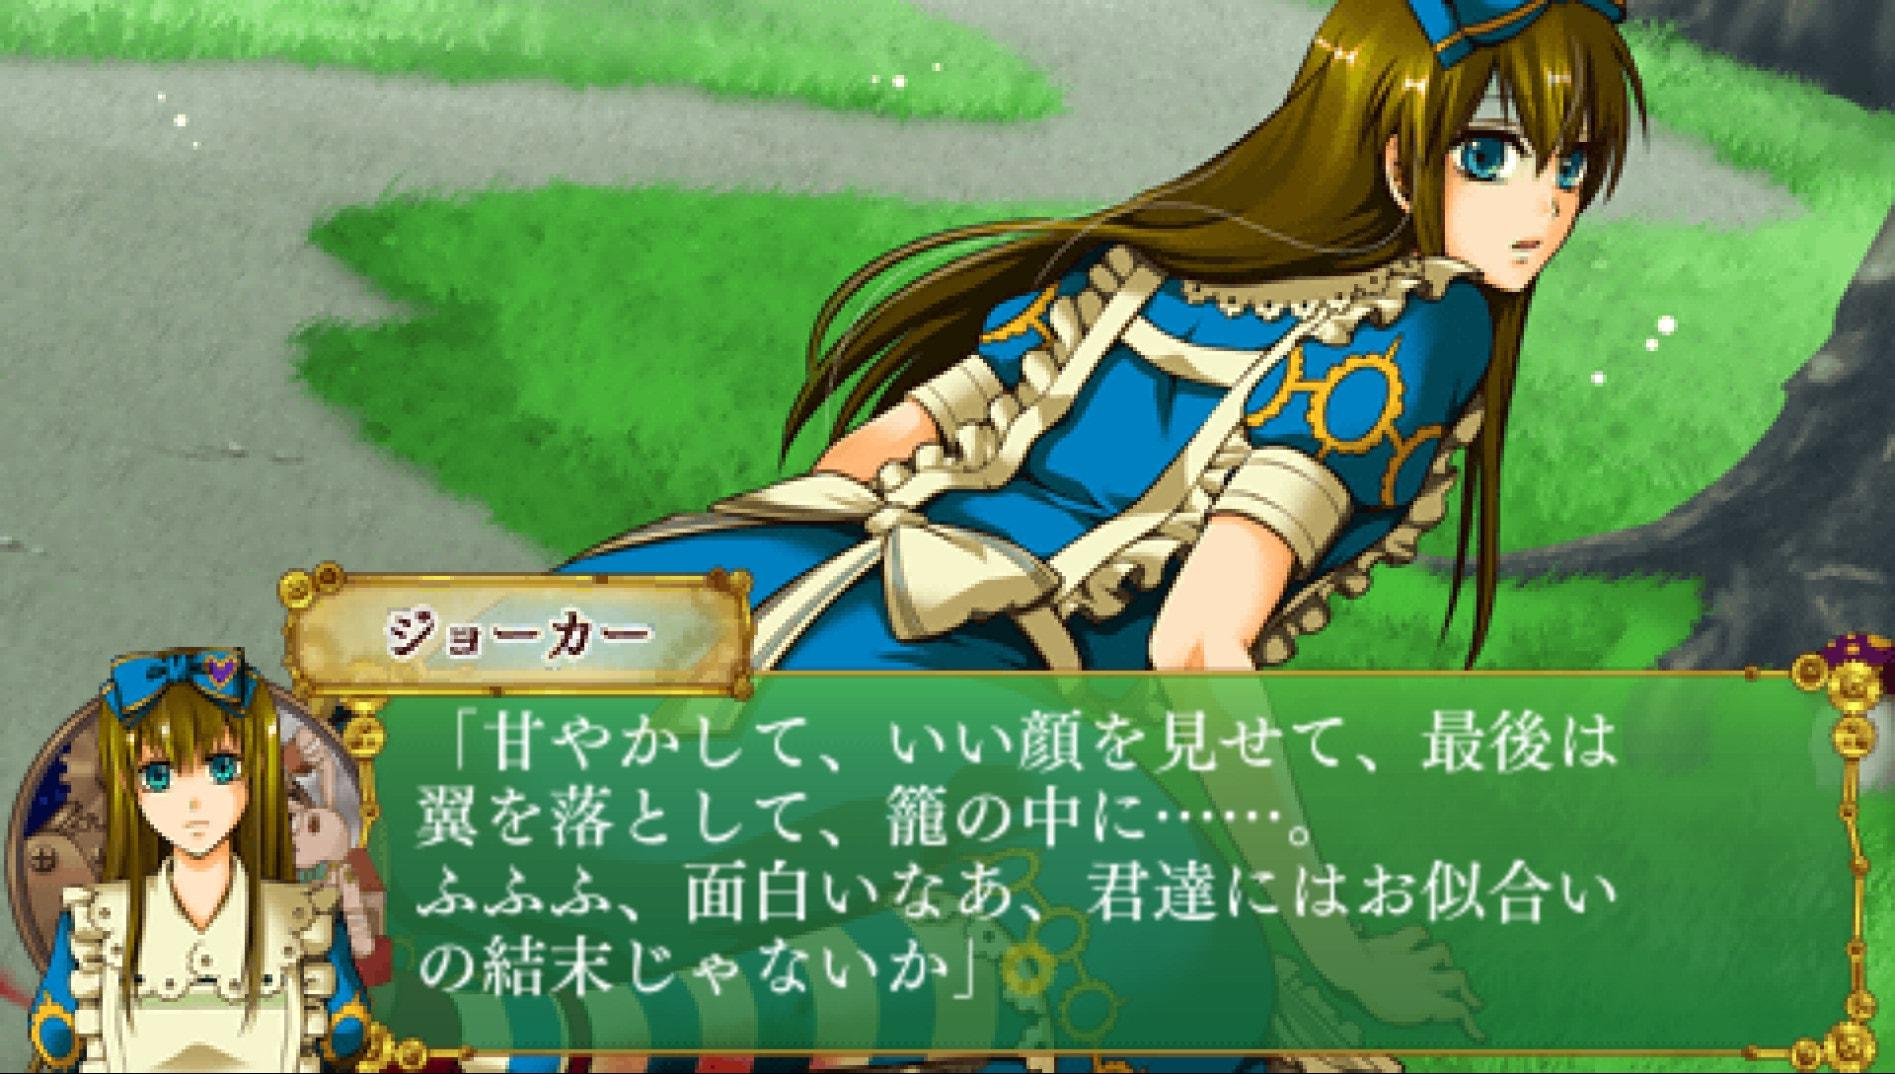 ジョーカー
「甘やかして、いい顔を見せて、最後は
翼を落として、籠の中に……。
ふふふ、面白いなあ、君達にはお似合い
の結末じゃないか」